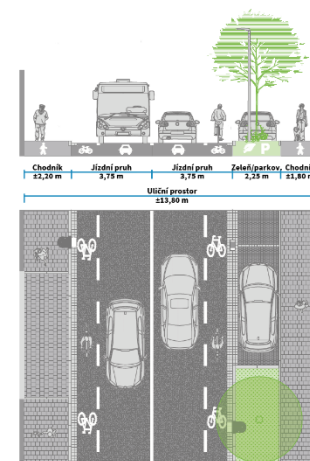 P
Chodník Jízdní pruh Jízdní pruh Zeleň/parkov. Chodní
±2,20 m 3,75 m 3,75 m 2,25 m ±1,80 m
Uliční prostor
±13,80 m